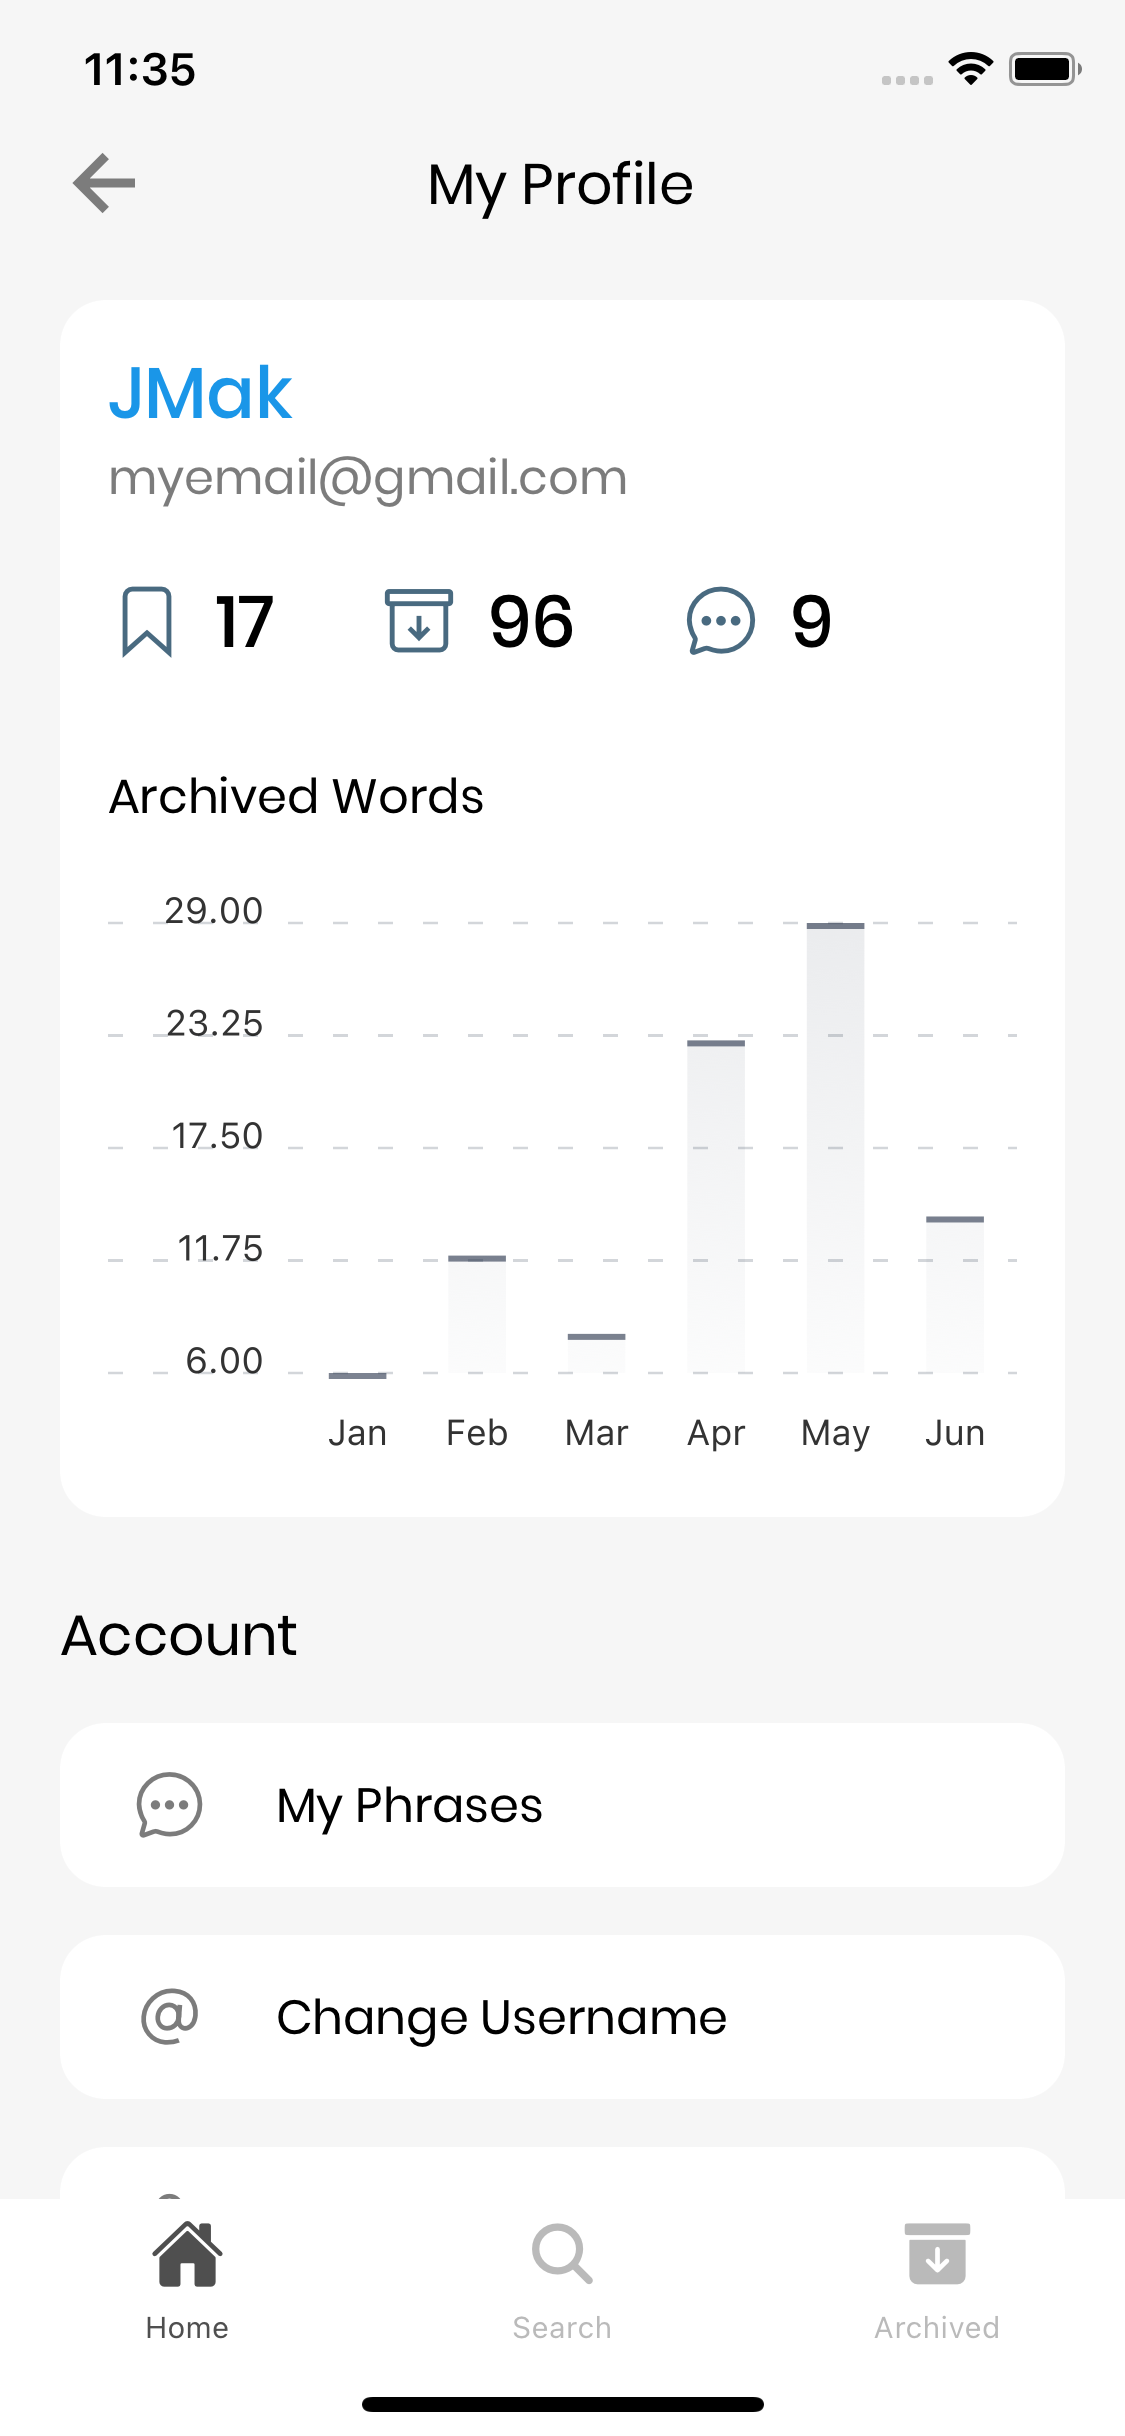 11:35
My Profile
JMak
myemail@gmail.com
17 96 9
Archived Words
29.00
23.25
17.50
11.75
6.00
Jan Feb Mar Apr May Jun
Account
My Phrases
@ Change Username
Home Search Archived